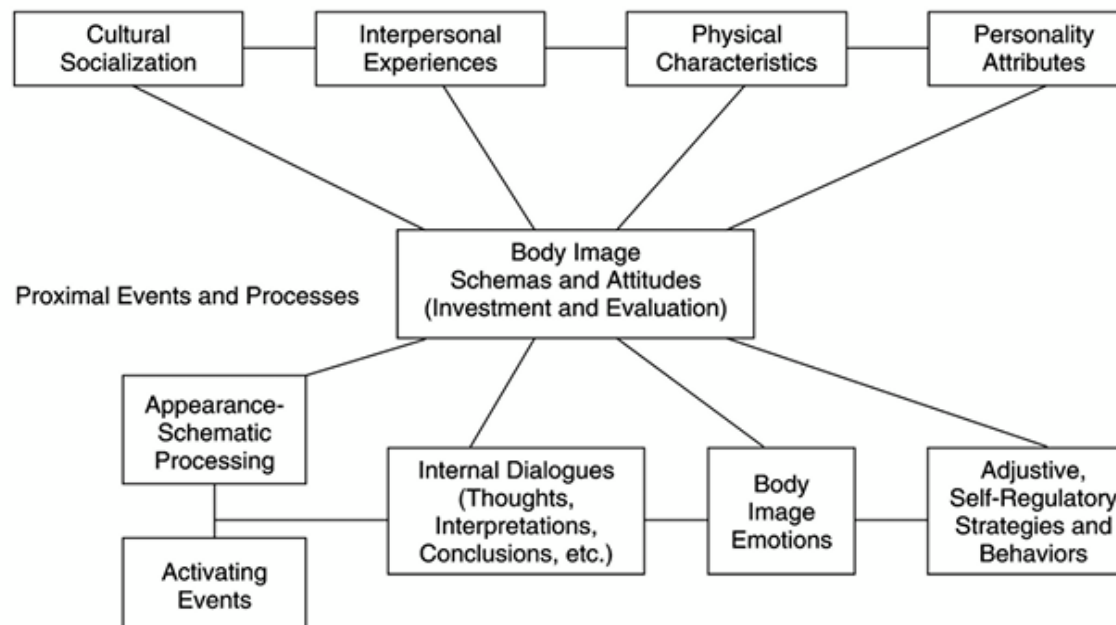 Cultural
Socialization
Interpersonal
Experiences
Physical
Characteristics
Personality
Attributes
Body Image
Schemas and Attitudes
(Investment and Evaluation)
Proximal Events and Processes
Appearance-
Schematic
Processing
Internal Dialogues
(Thoughts,
Interpretations,
Conclusions, etc.)
Body
Image
Emotions
Adjustive,
Self-Regulatory
Strategies and
Behaviors
Activating
Events